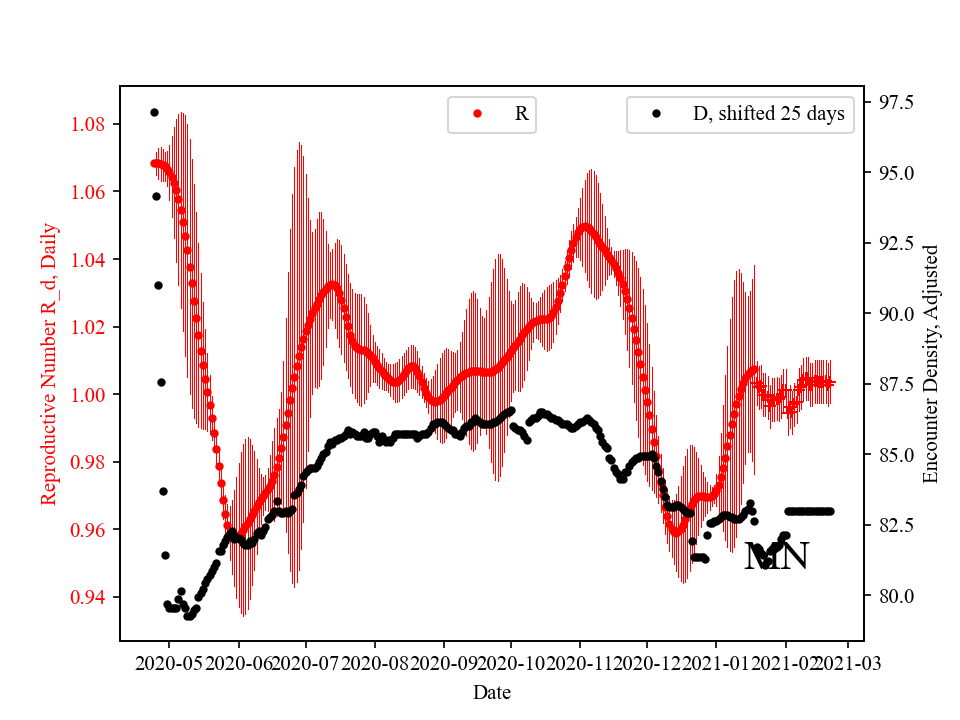 R
D, shifted 25 days
1.08
1.06
1.04
1.02
1.00
0.98
0.96
0.94
Reproductive Number R_d, Daily
97.5
95.0
92.5
90.0
87.5
85.0
82.5
80.0
Encounter Density, Adjusted
MN
2020-05 2020-06 2020-07 2020-08 2020-09 2020-10 2020-11 2020-12 2021-01 2021-02 2021-03
Date